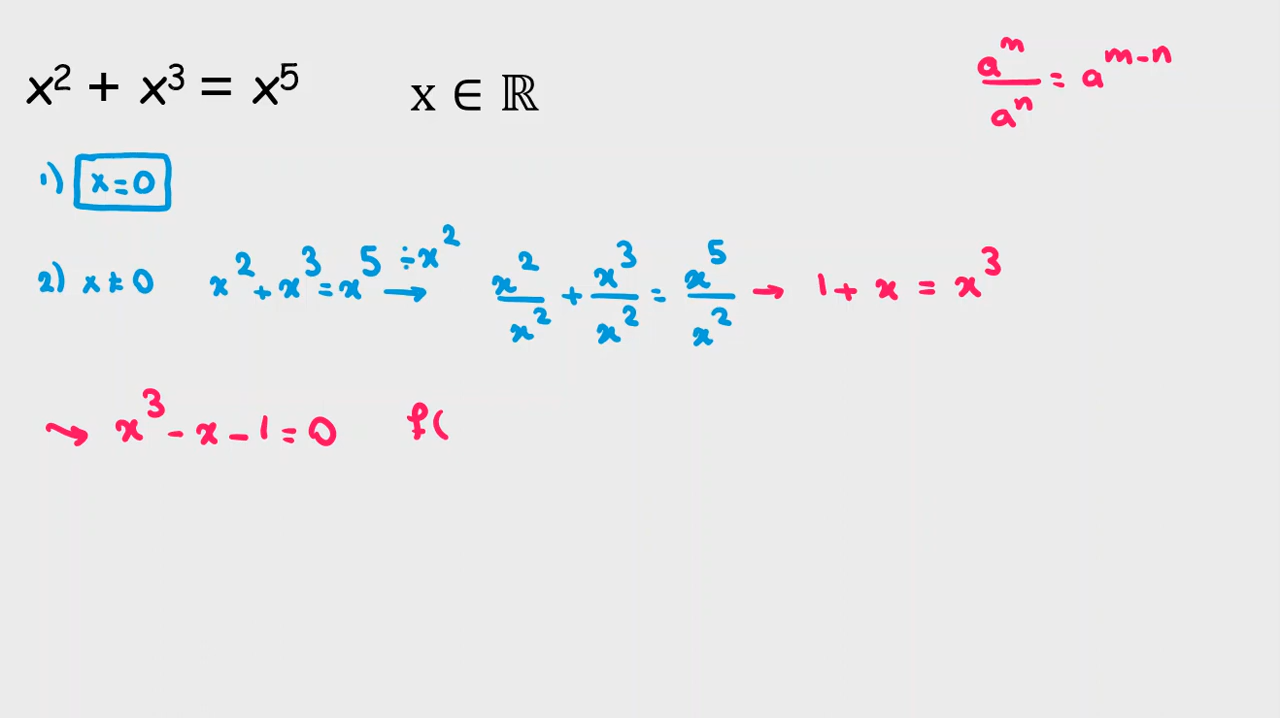 x² + x³ = x⁵    x ∈ ℝ    aᵐ/aⁿ = aᵐ⁻ⁿ
1) x=0
2) x≠0    x²+x³=x⁵ ÷x² → x²/x² + x³/x² = x⁵/x² → 1+x = x³
→ x³-x-1=0    f(